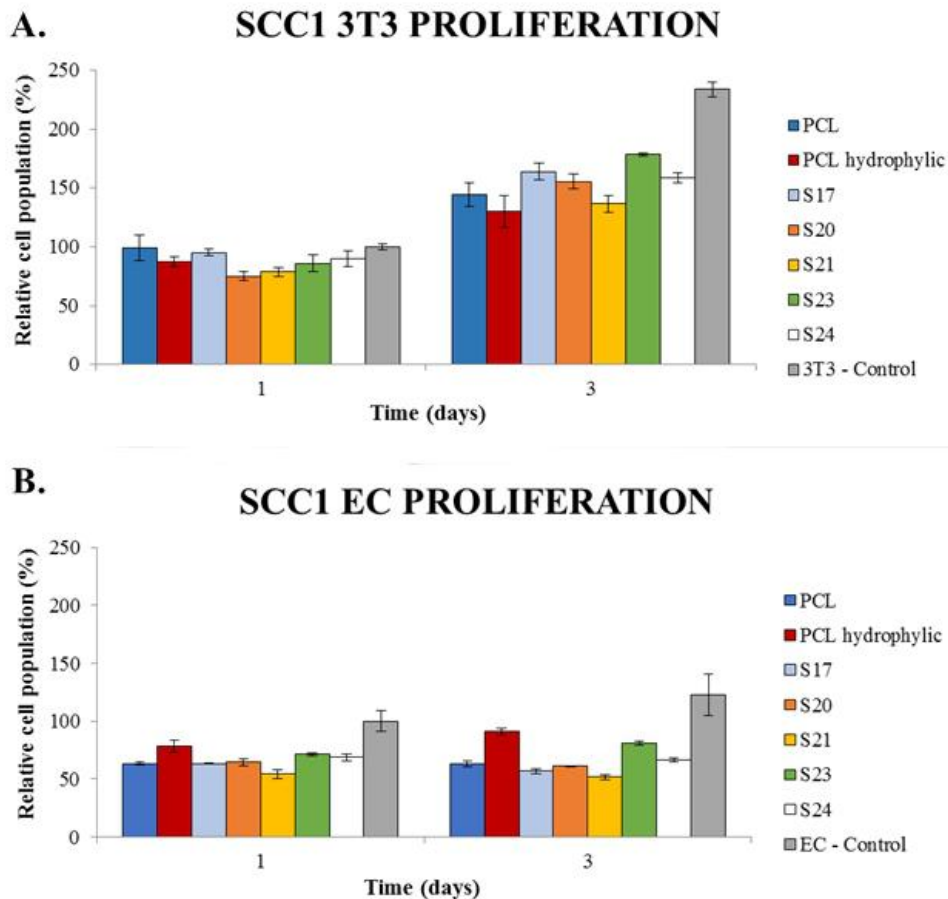 A.
SCC1 3T3 PROLIFERATION
Relative cell population (%)
250
200
150
100
50
0
1
3
Time (days)
PCL
PCL hydrophylic
S17
S20
S21
S23
S24
3T3 - Control
B.
SCC1 EC PROLIFERATION
Relative cell population (%)
250
200
150
100
50
0
1
3
Time (days)
PCL
PCL hydrophylic
S17
S20
S21
S23
S24
EC - Control